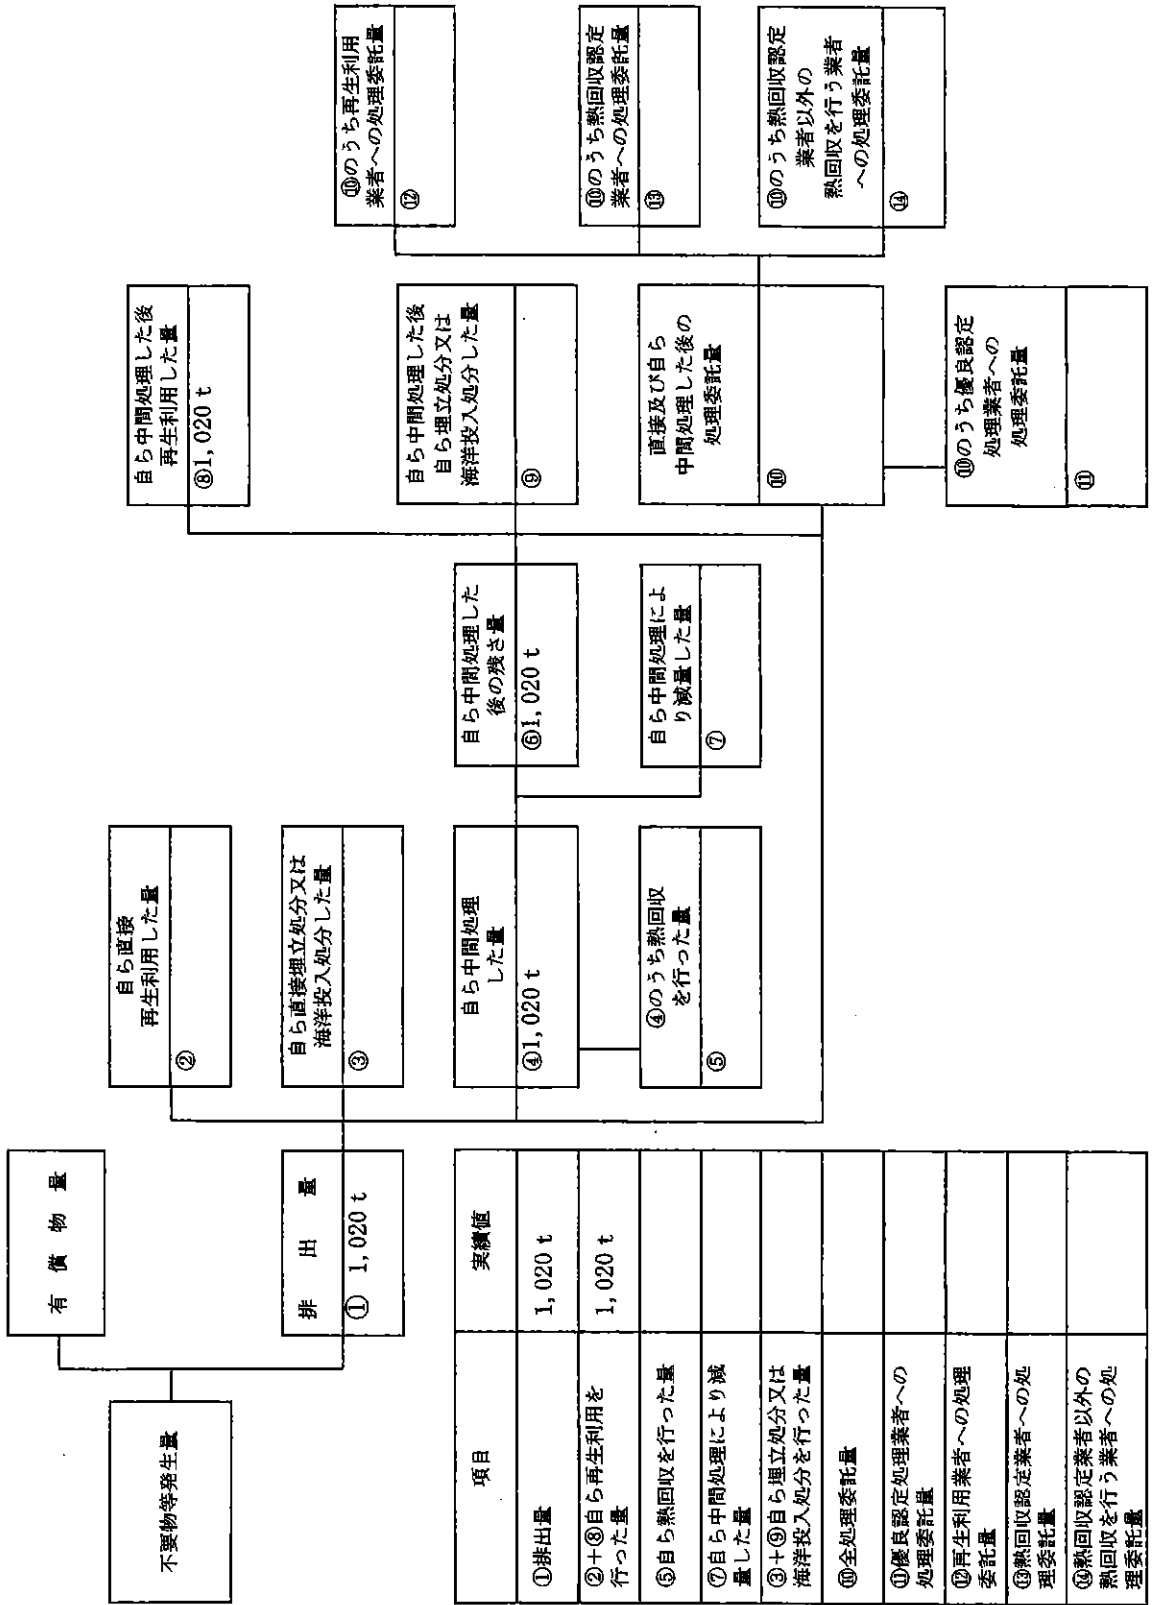 不要物等発生量
有償物量
排出量
① 1,020 t
自ら直接
再生利用した量
②
自ら直接埋立処分又は
海洋投入処分した量
③
自ら中間処理
した量
④1,020 t
④のうち熱回収
を行った量
⑤
自ら中間処理した
後の残さ量
⑥1,020 t
自ら中間処理によ
り減量した量
⑦
自ら中間処理した後
再生利用した量
⑧1,020 t
自ら中間処理した後
自ら埋立処分又は
海洋投入処分した量
⑨
直接及び自ら
中間処理した後の
処理委託量
⑩
⑩のうち優良認定
処理業者への
処理委託量
⑪
⑩のうち再生利用
業者への処理委託量
⑫
⑩のうち熱回収認定
業者への処理委託量
⑬
⑩のうち熱回収認定
業者以外の
熱回収を行う業者
への処理委託量
⑭
項目 実績値
①排出量 1,020 t
②+⑧自ら再生利用を
行った量 1,020 t
⑤自ら熱回収を行った量
⑦自ら中間処理により減
量した量
③+⑨自ら埋立処分又は
海洋投入処分を行った量
⑩全処理委託量
⑪優良認定処理業者への
処理委託量
⑫再生利用業者への処理
委託量
⑬熱回収認定業者への処
理委託量
⑭熱回収認定業者以外の
熱回収を行う業者への処
理委託量